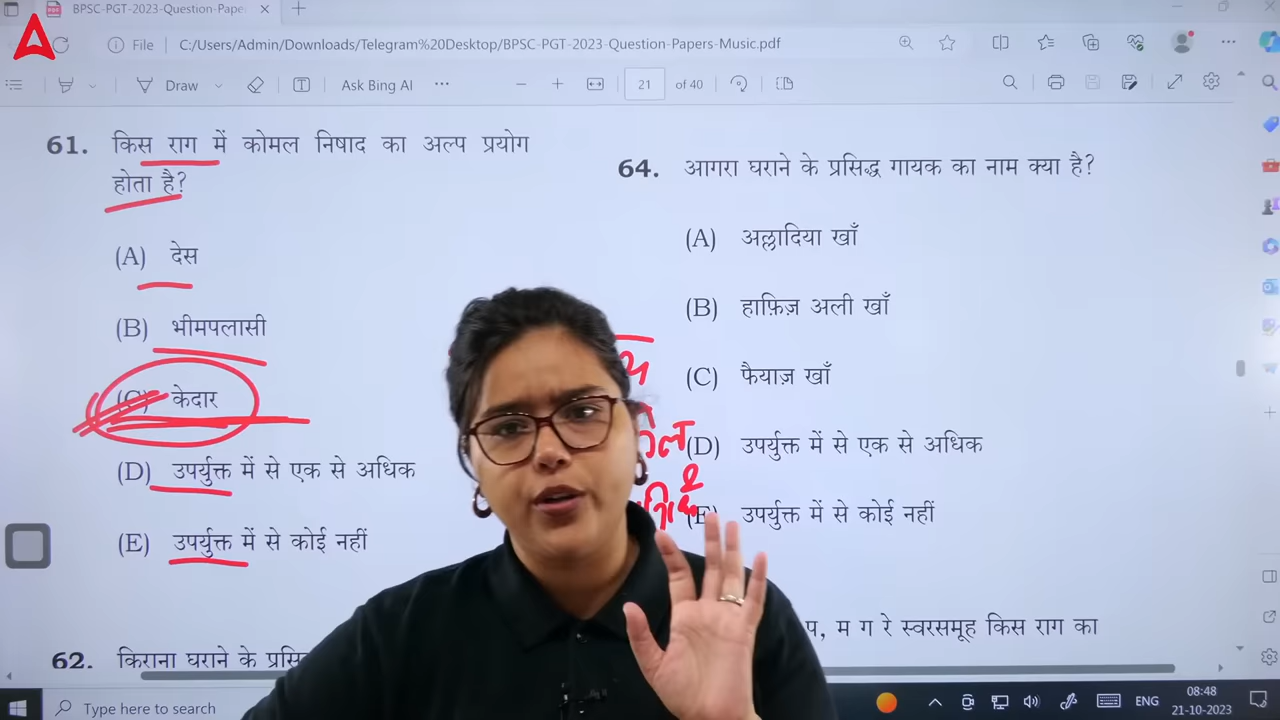 BPSC-PGT-2023-Question-Pape
File C:/Users/Admin/Downloads/Telegram%20Desktop/BPSC-PGT-2023-Question-Papers-Music.pdf
Draw Ask Bing AI 21 of 40
61. किस राग में कोमल निषाद का अल्प प्रयोग
होता है?
(A) देस
(B) भीमपलासी
(C) केदार
(D) उपर्युक्त में से एक से अधिक
(E) उपर्युक्त में से कोई नहीं
62. किराना घराने के
64. आगरा घराने के प्रसिद्ध गायक का नाम क्या है?
(A) अल्लादिया खाँ
(B) हाफ़िज़ अली खाँ
(C) फैयाज़ खाँ
(D) उपर्युक्त में से एक से अधिक
(E) उपर्युक्त में से कोई नहीं
प, म ग रे स्वरसमूह किस राग का
Type here to search
ENG
08:48
21-10-2023